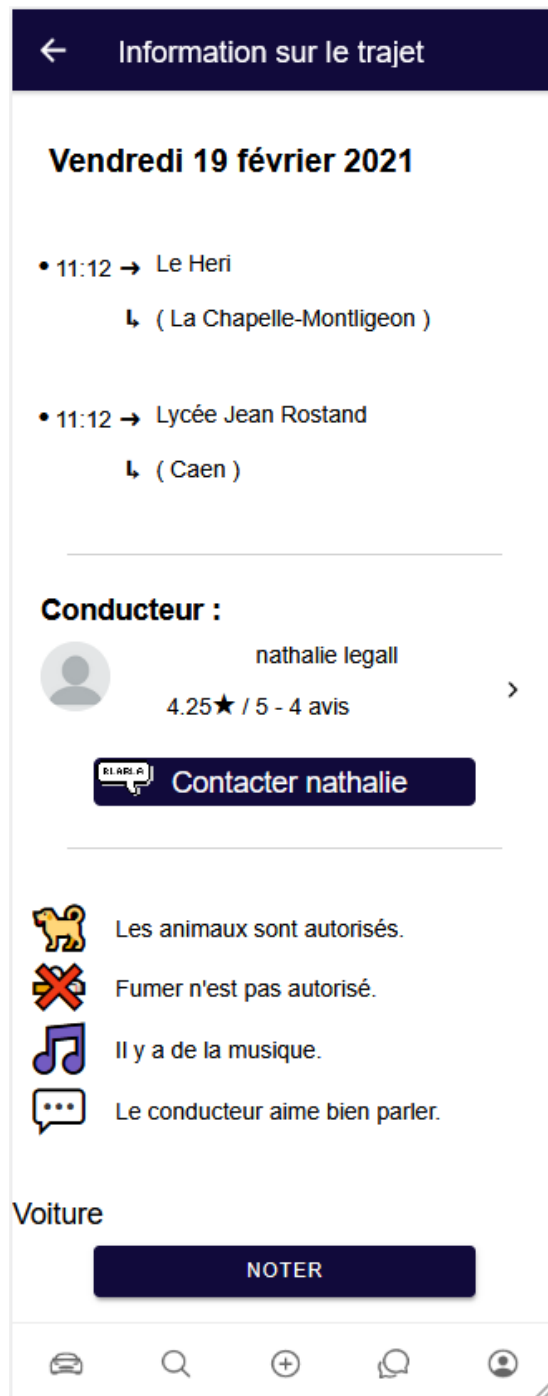 ← Information sur le trajet
Vendredi 19 février 2021
• 11:12 → Le Heri
↳ ( La Chapelle-Montligeon )
• 11:12 → Lycée Jean Rostand
↳ ( Caen )
Conducteur :
nathalie legall
4.25★ / 5 - 4 avis
BLABLA Contacter nathalie
Les animaux sont autorisés.
Fumer n'est pas autorisé.
Il y a de la musique.
Le conducteur aime bien parler.
Voiture
NOTER